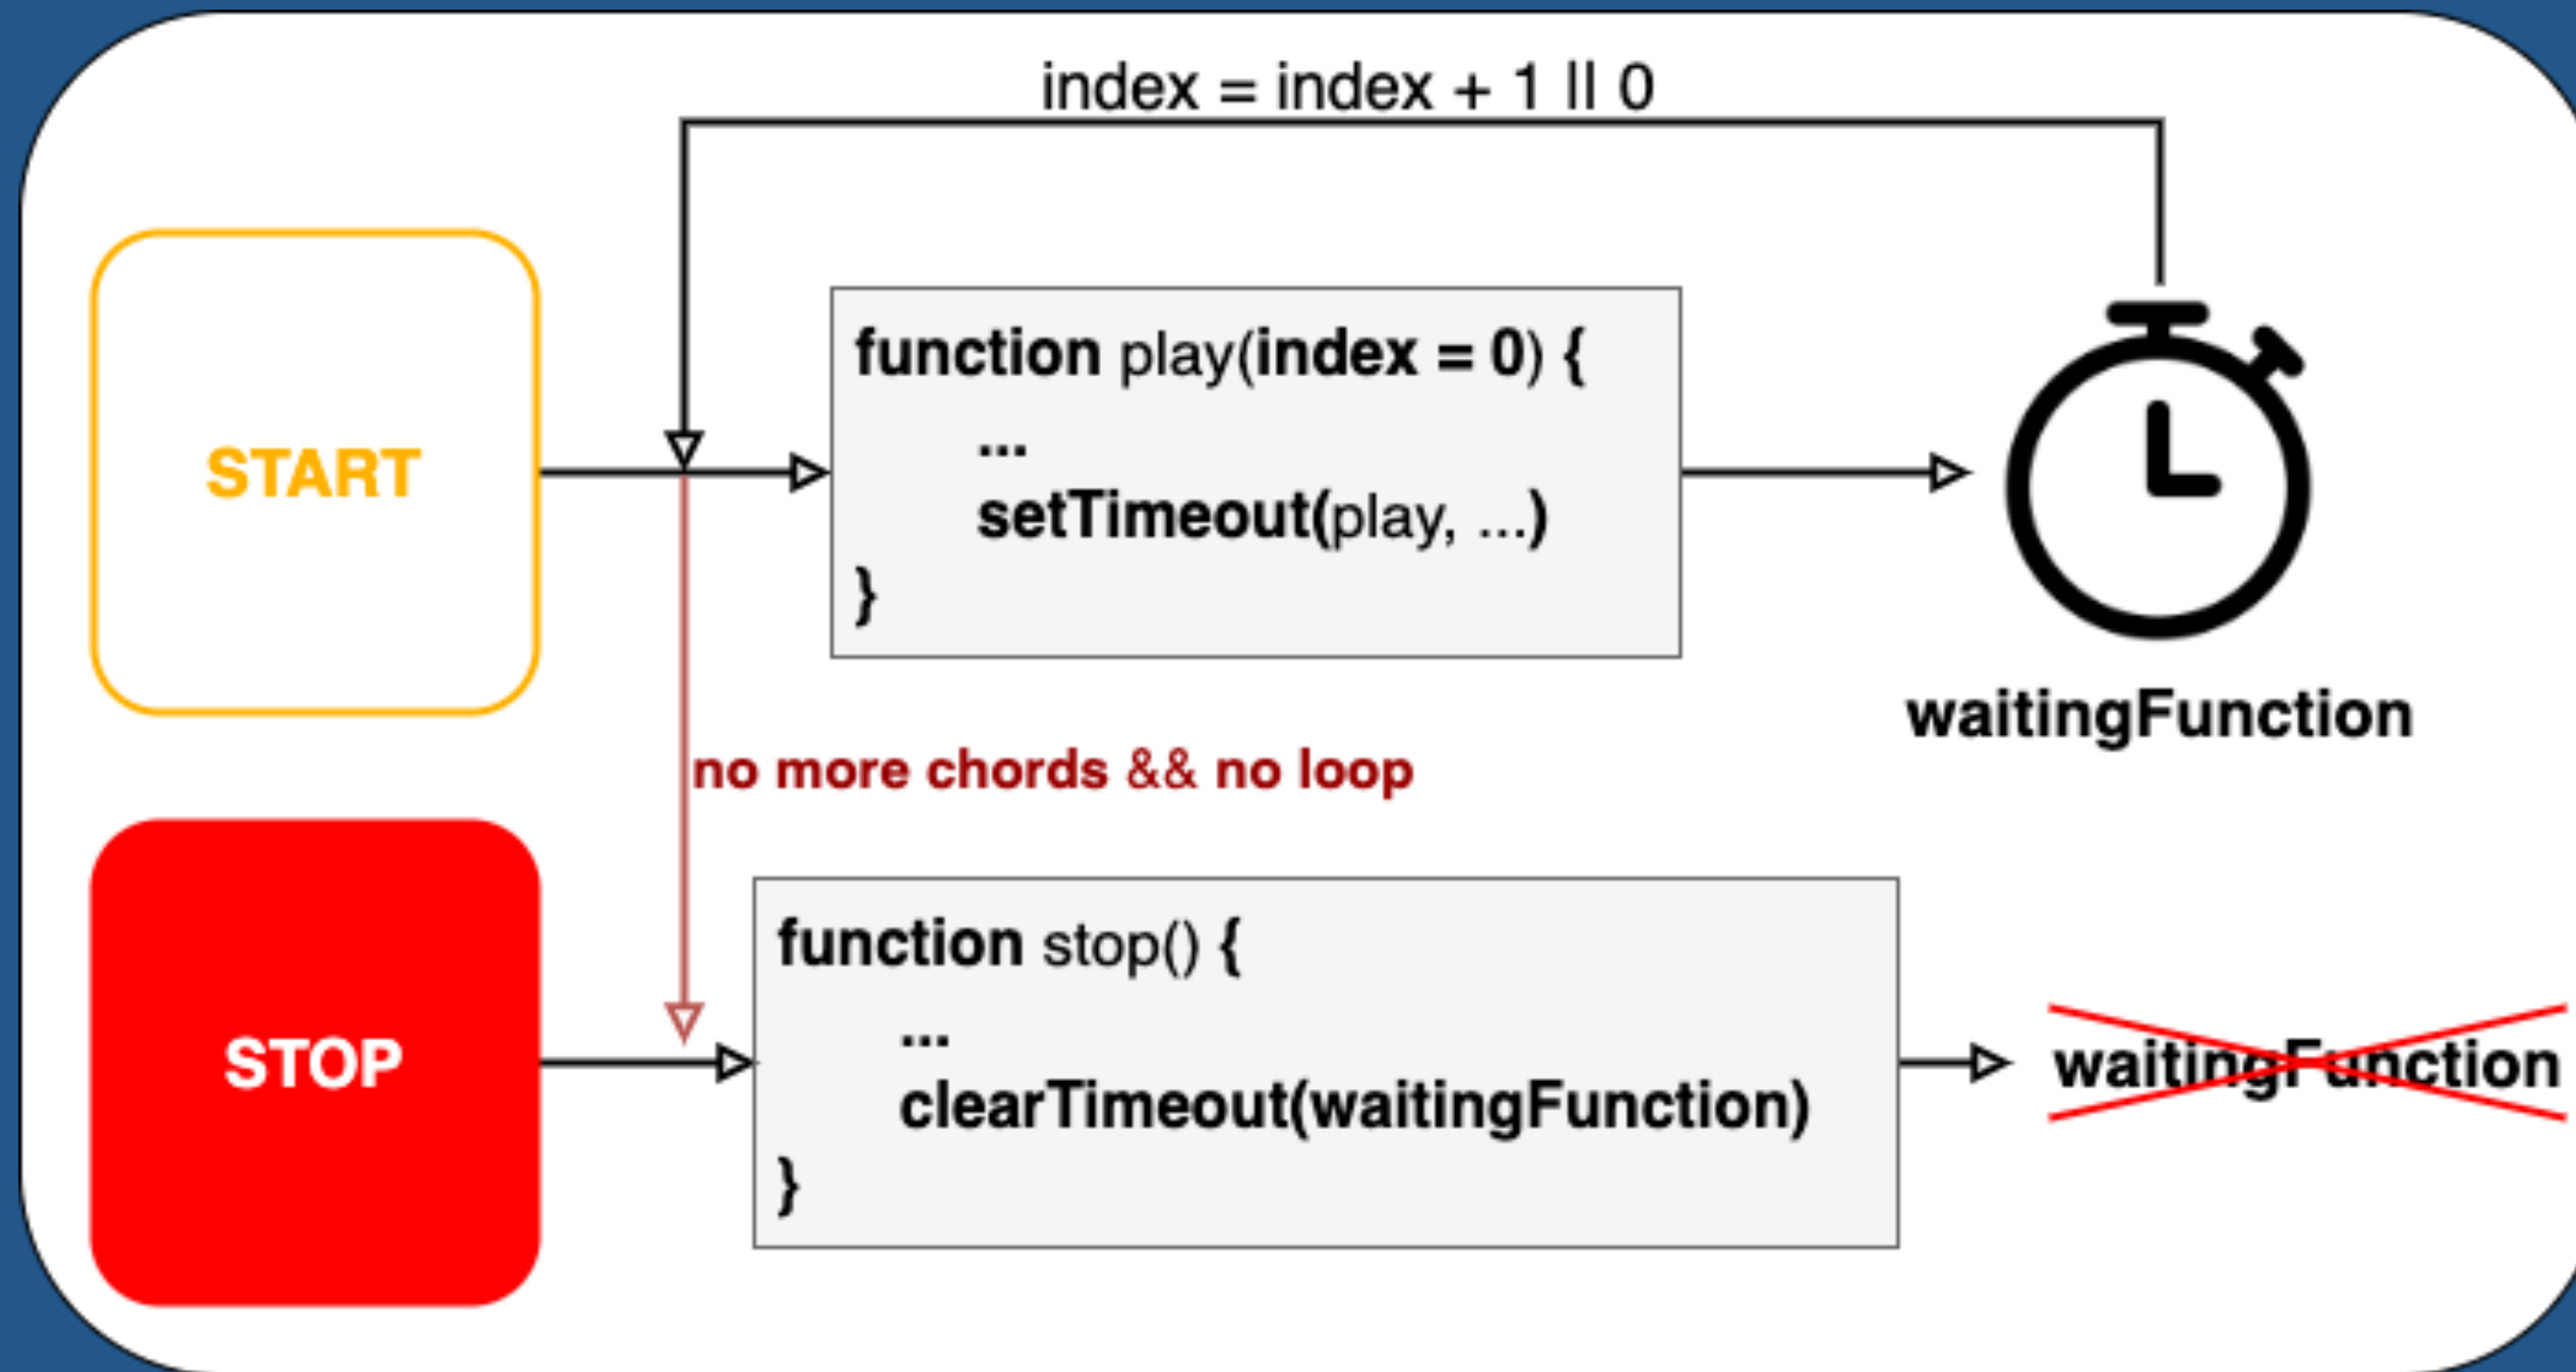 index = index + 1 || 0
START
function play(index = 0) {
...
setTimeout(play, ...)
}
waitingFunction
no more chords && no loop
STOP
function stop() {
...
clearTimeout(waitingFunction)
}
waitingFunction